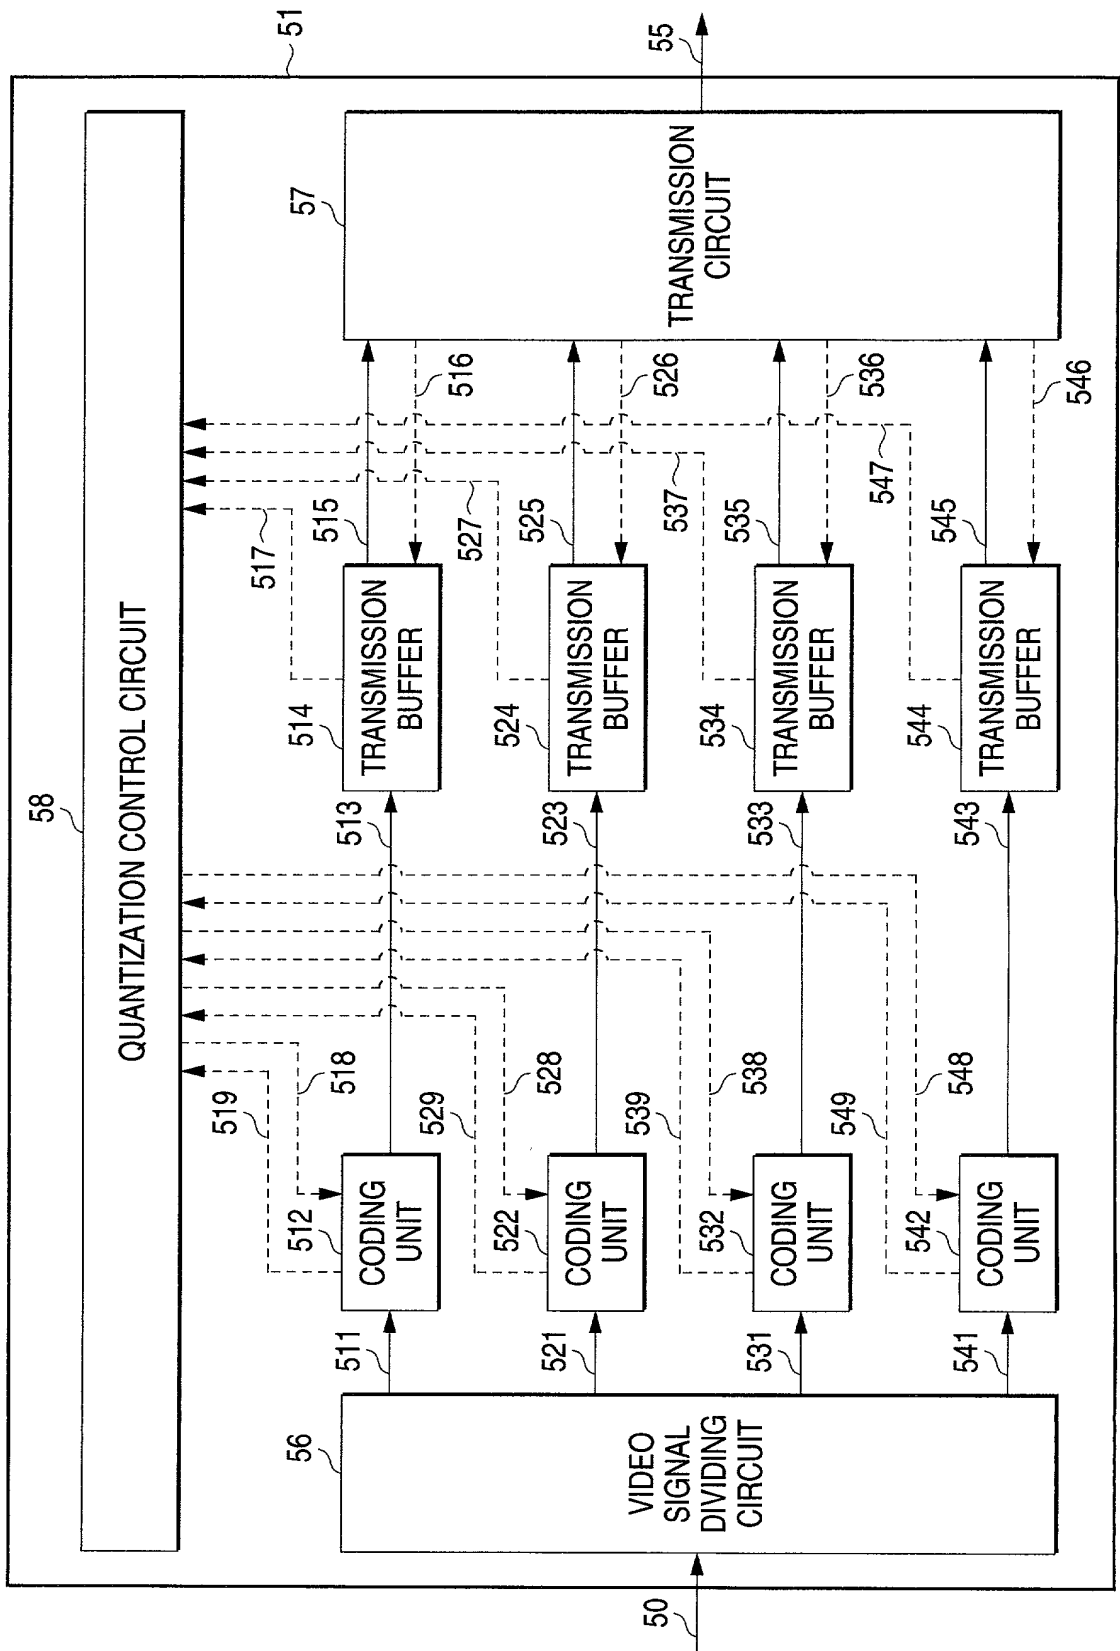 51
58
QUANTIZATION CONTROL CIRCUIT
519
518
529
528
539
538
549
548
517
527
537
547
56
VIDEO
SIGNAL
DIVIDING
CIRCUIT
50
511
512
CODING
UNIT
513
514
TRANSMISSION
BUFFER
515
516
521
522
CODING
UNIT
523
524
TRANSMISSION
BUFFER
525
526
531
532
CODING
UNIT
533
534
TRANSMISSION
BUFFER
535
536
541
542
CODING
UNIT
543
544
TRANSMISSION
BUFFER
545
546
57
TRANSMISSION
CIRCUIT
55